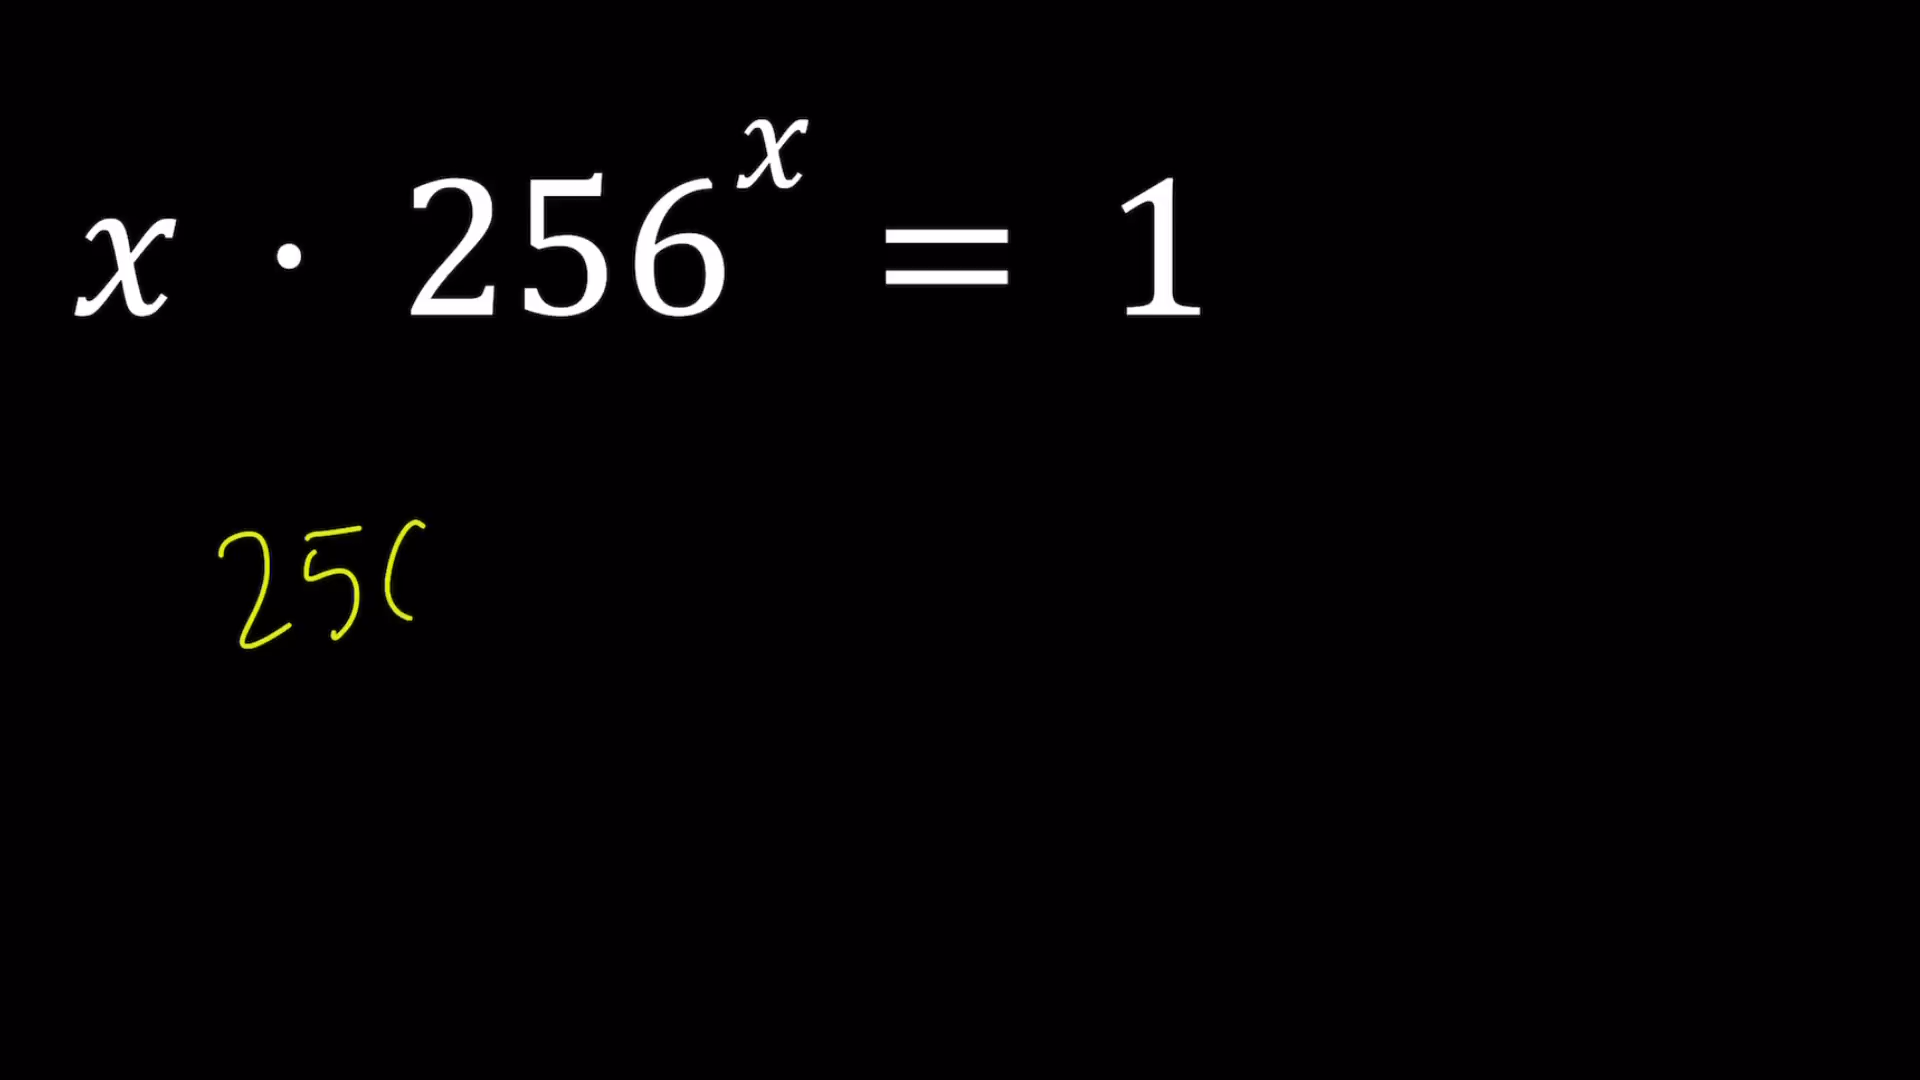 x · 256^x = 1
25(